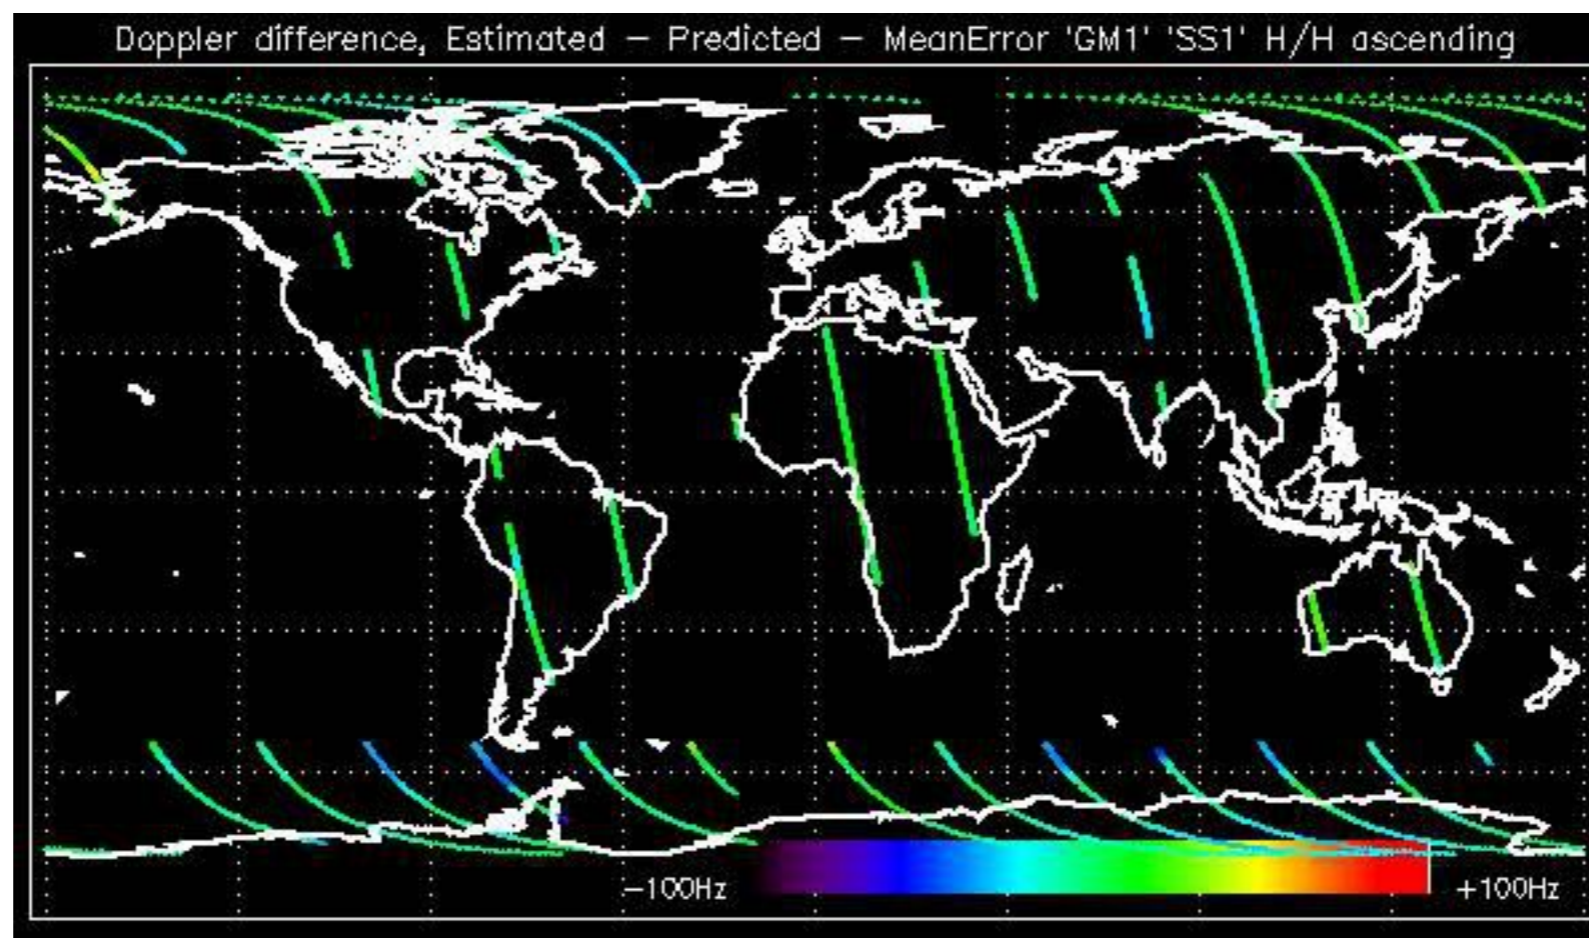 Doppler difference, Estimated − Predicted − MeanError 'GM1' 'SS1' H/H ascending
−100Hz
+100Hz